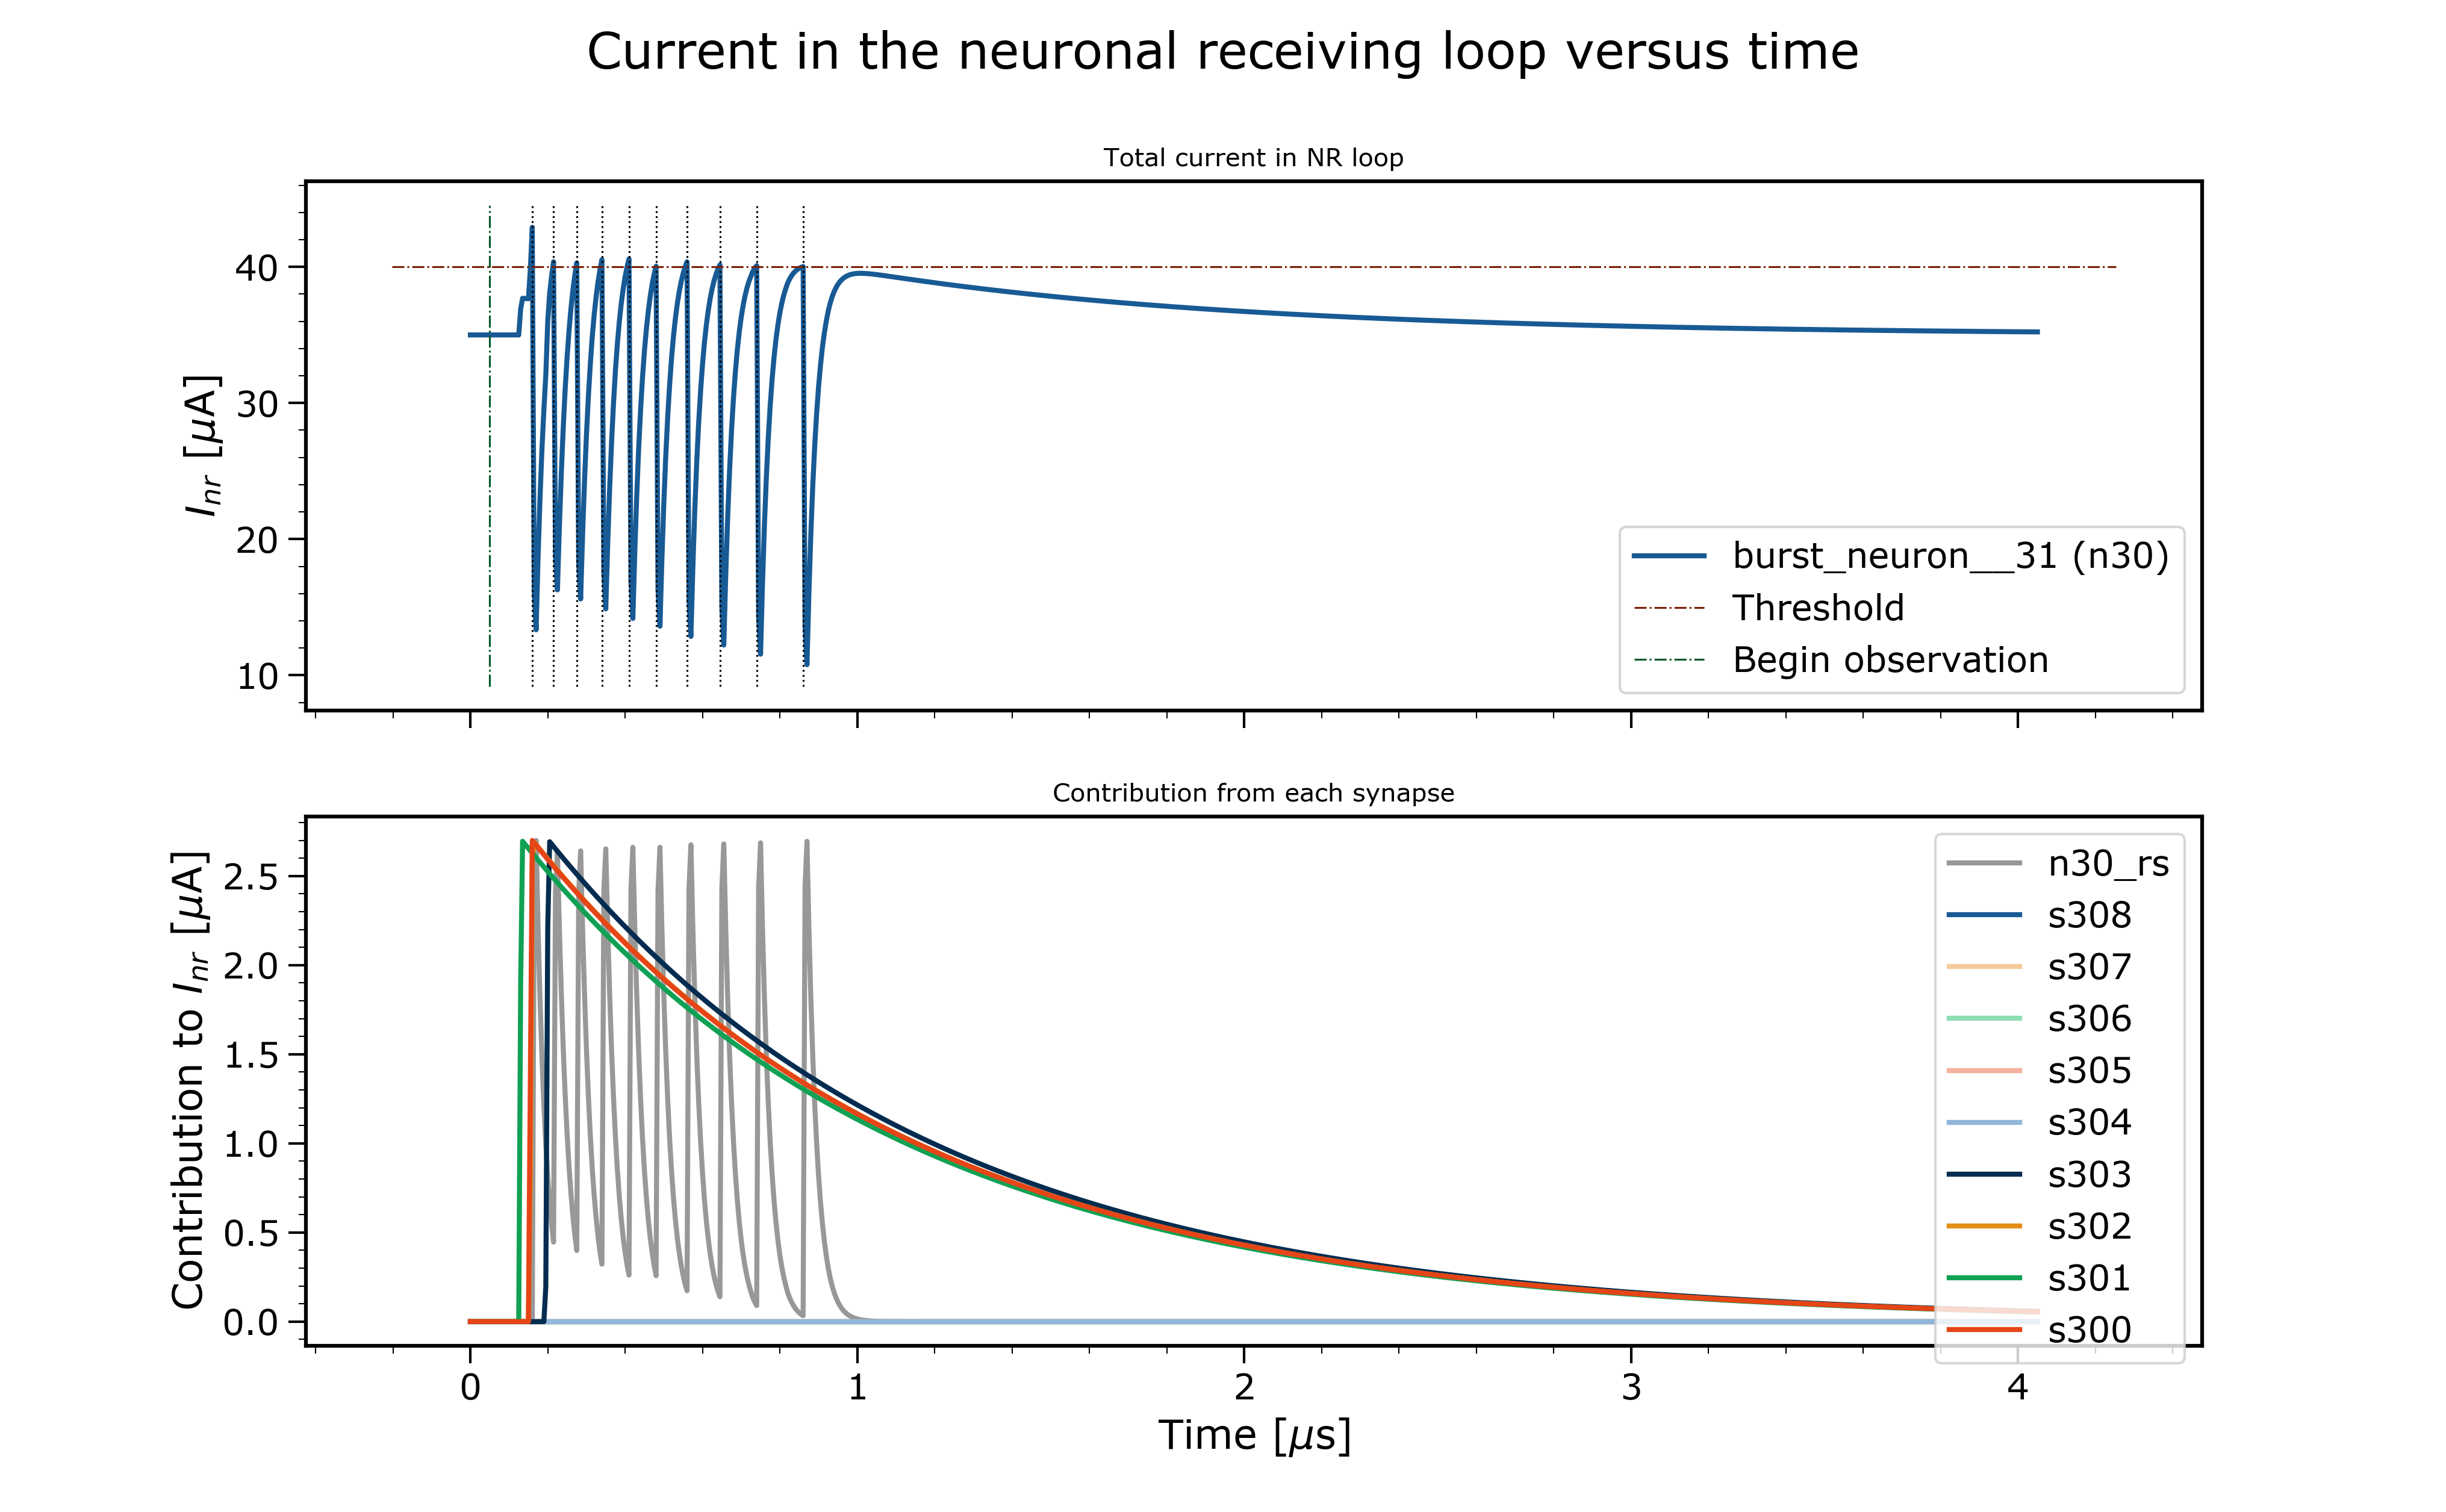 Current in the neuronal receiving loop versus time
Total current in NR loop
40
30
20
10
I_nr [μA]
burst_neuron__31 (n30)
Threshold
Begin observation
Contribution from each synapse
2.5
2.0
1.5
1.0
0.5
0.0
Contribution to I_nr [μA]
n30_rs
s308
s307
s306
s305
s304
s303
s302
s301
s300
0 1 2 3 4
Time [μs]